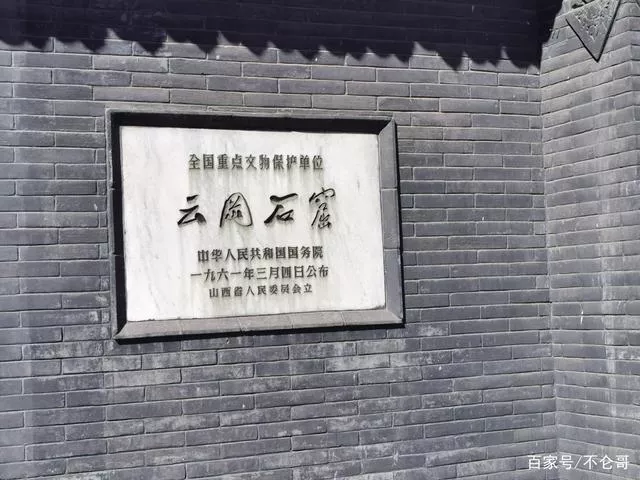 全国重点文物保护单位
云岡石窟
中华人民共和国国务院
一九六一年三月四日公布
山西省人民委员会立
百家号/不仑哥